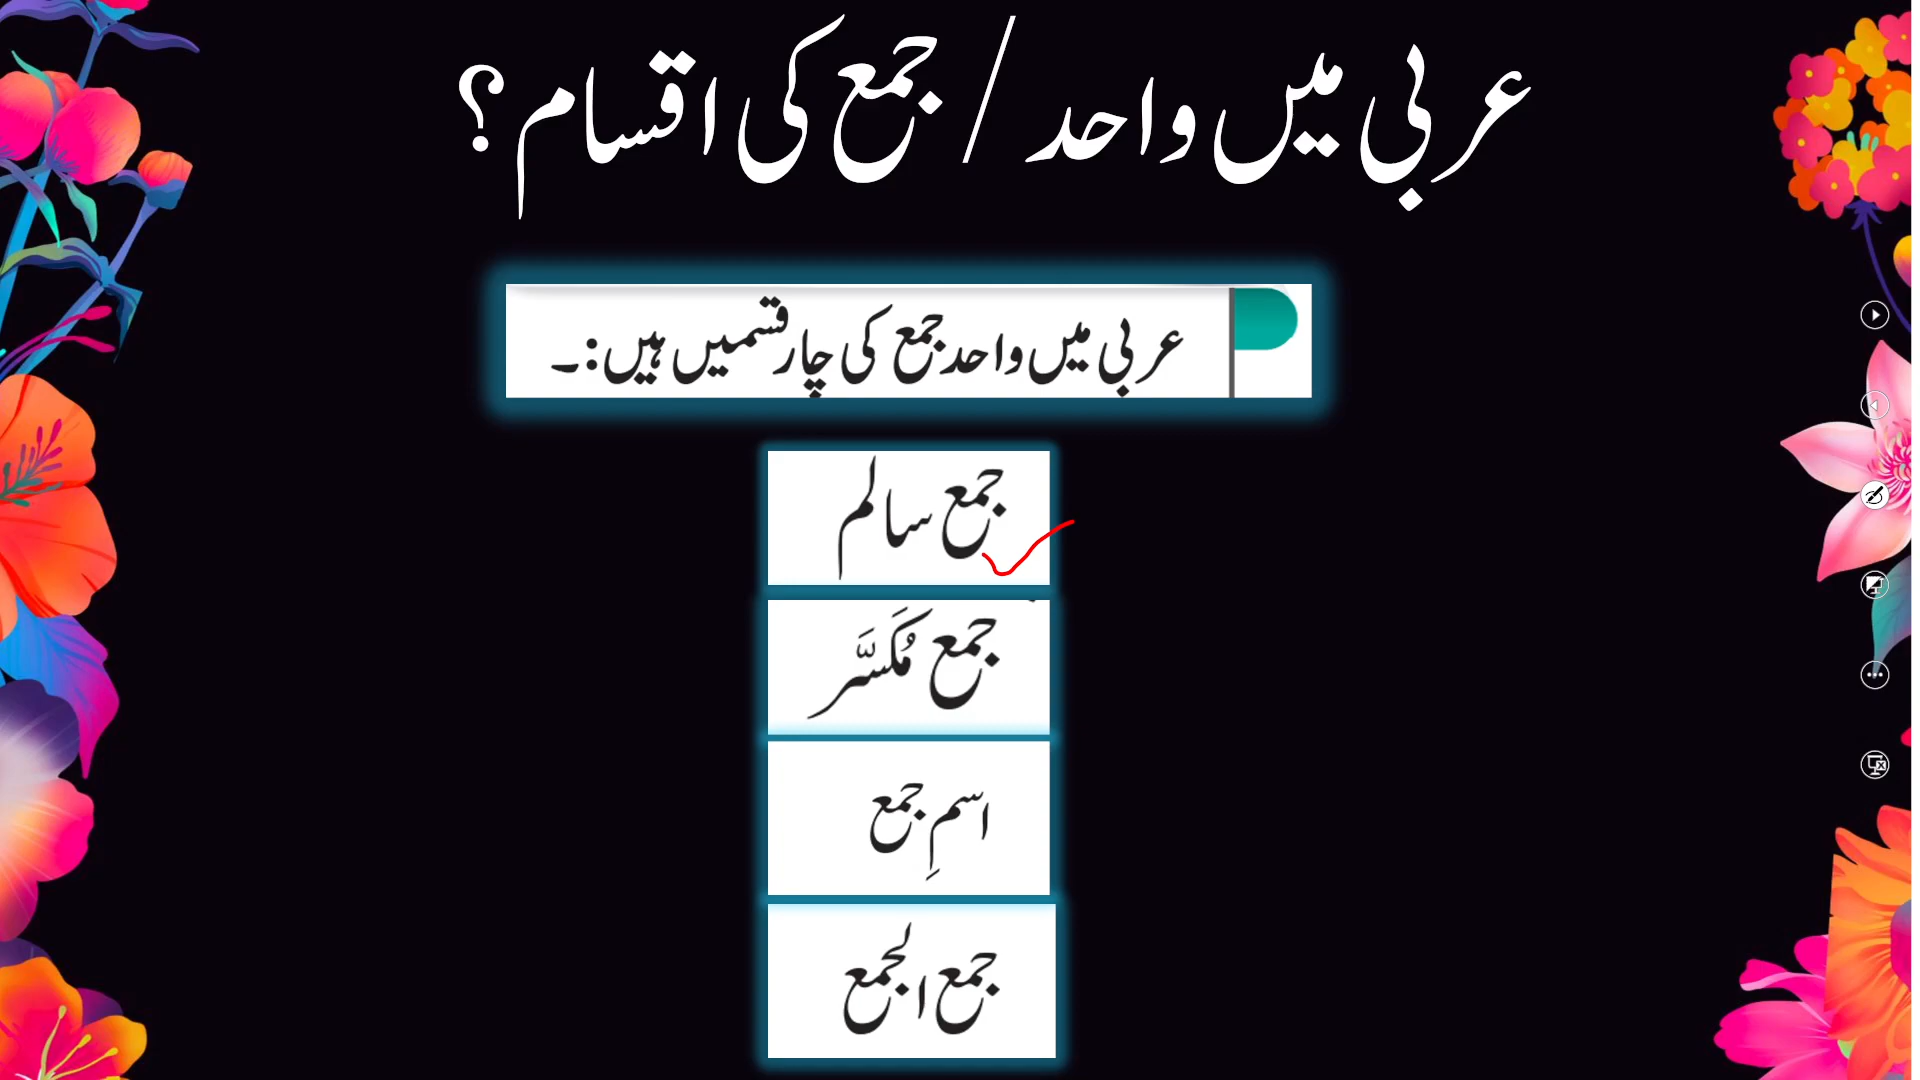 عربی میں واحد / جمع کی اقسام؟
عربی میں واحد جمع کی چار قسمیں ہیں:۔
جمع سالم
جمع مُکَسَّر
اسمِ جمع
جمع الجمع